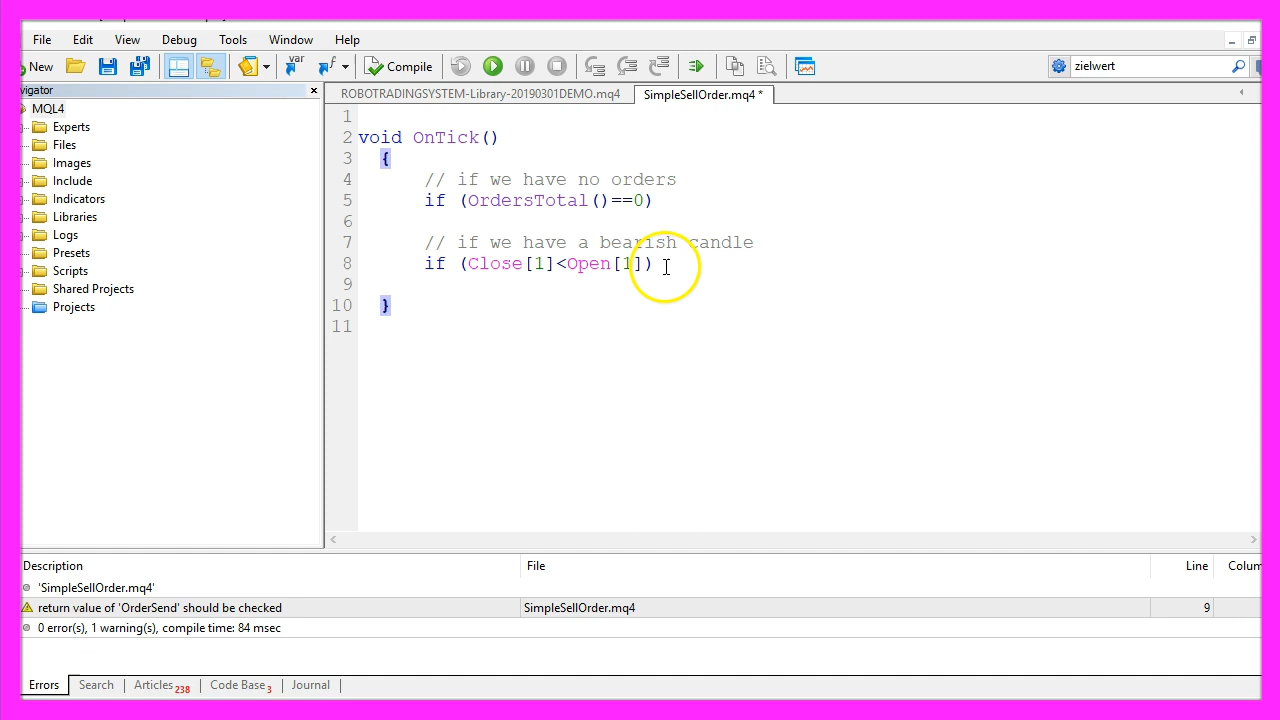 File Edit View Debug Tools Window Help
New Compile zielwert
vigator
ROBOTRADINGSYSTEM-Library-20190301DEMO.mq4 SimpleSellOrder.mq4 *
MQL4
Experts
Files
Images
Include
Indicators
Libraries
Logs
Presets
Scripts
Shared Projects
Projects
1
2 void OnTick()
3 {
4 // if we have no orders
5 if (OrdersTotal()==0)
6
7 // if we have a bearish candle
8 if (Close[1]<Open[1])
9
10 }
11
Description File Line Colum
'SimpleSellOrder.mq4'
return value of 'OrderSend' should be checked SimpleSellOrder.mq4 9
0 error(s), 1 warning(s), compile time: 84 msec
Errors Search Articles 238 Code Base 3 Journal